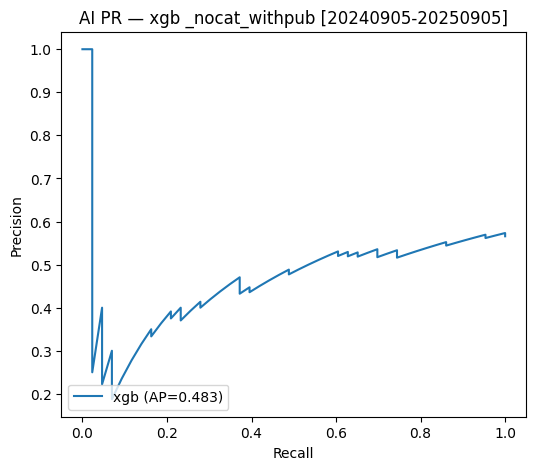 AI PR — xgb _nocat_withpub [20240905-20250905]
1.0
0.9
0.8
0.7
0.6
0.5
0.4
0.3
0.2
Precision
xgb (AP=0.483)
0.0 0.2 0.4 0.6 0.8 1.0
Recall